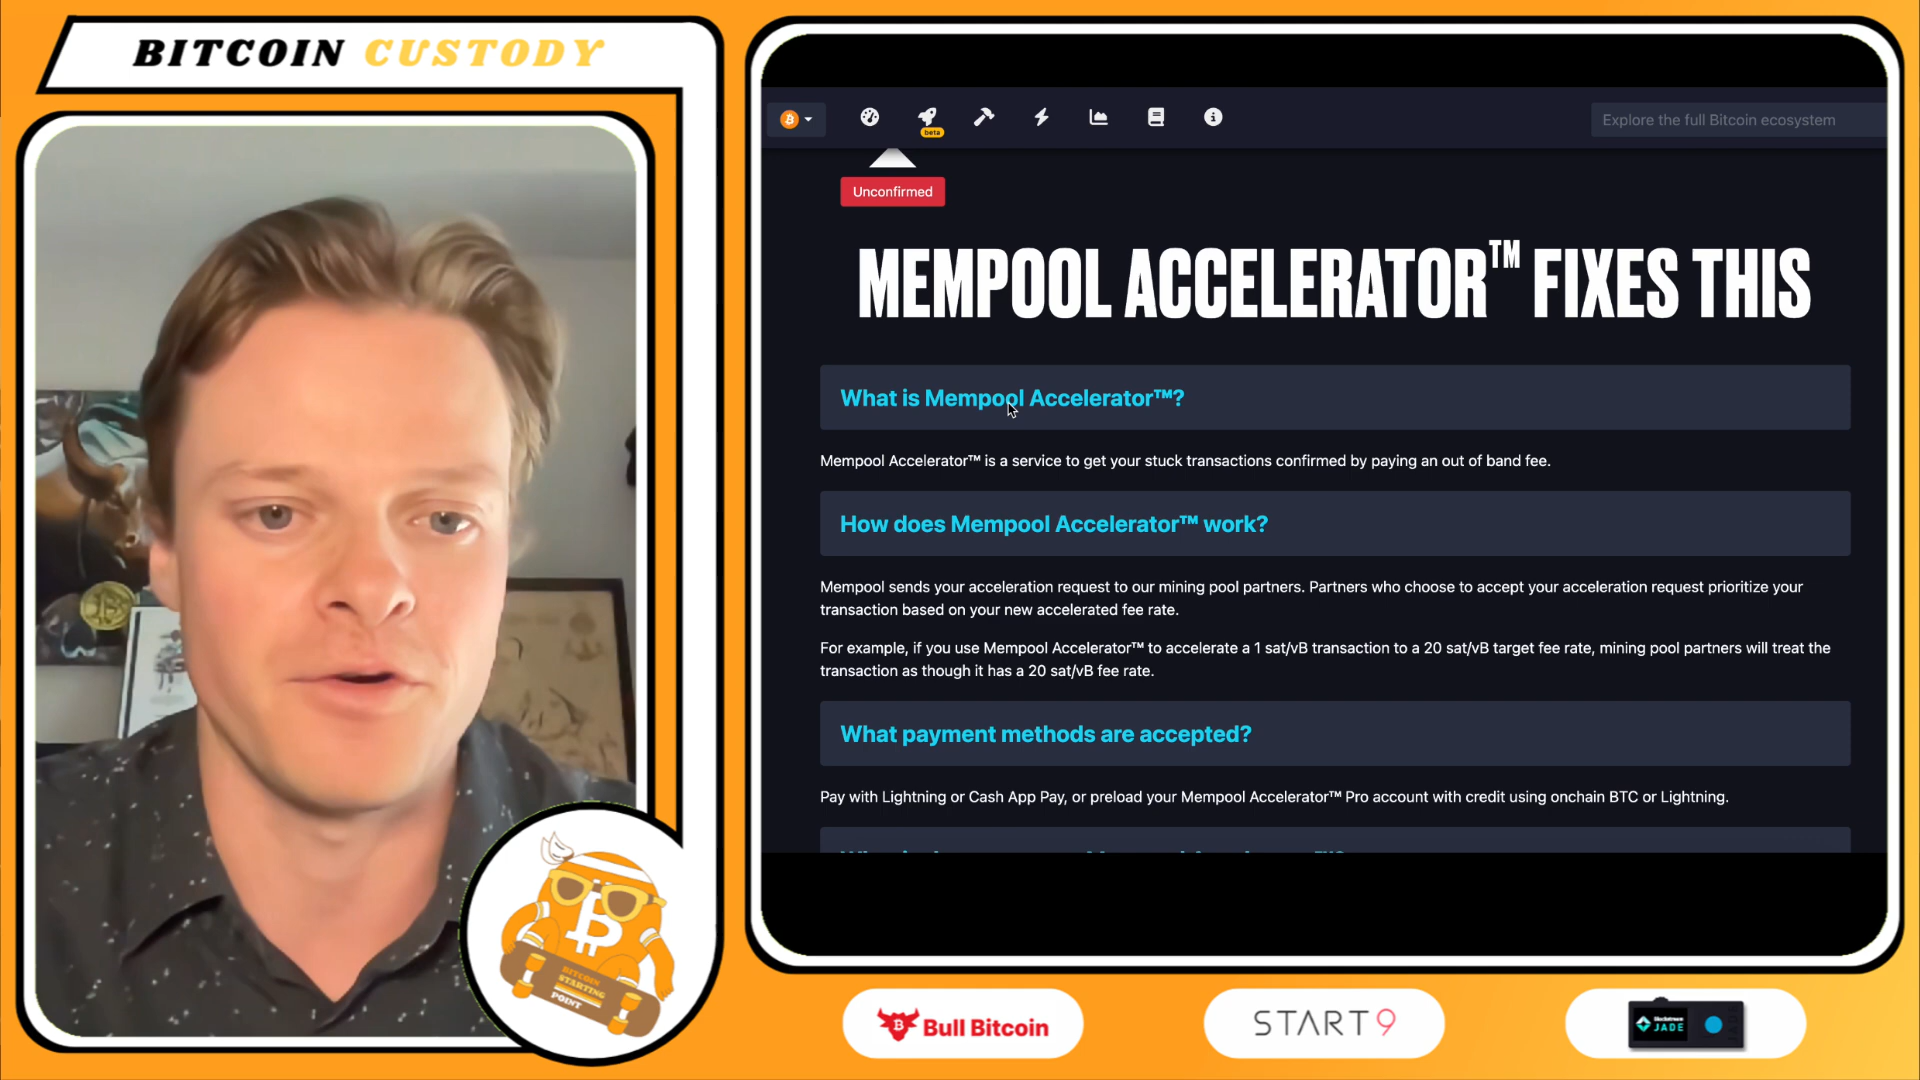 BITCOIN CUSTODY
beta
Explore the full Bitcoin ecosystem
Unconfirmed
MEMPOOL ACCELERATOR™ FIXES THIS
What is Mempool Accelerator™?
Mempool Accelerator™ is a service to get your stuck transactions confirmed by paying an out of band fee.
How does Mempool Accelerator™ work?
Mempool sends your acceleration request to our mining pool partners. Partners who choose to accept your acceleration request prioritize your
transaction based on your new accelerated fee rate.
For example, if you use Mempool Accelerator™ to accelerate a 1 sat/vB transaction to a 20 sat/vB target fee rate, mining pool partners will treat the
transaction as though it has a 20 sat/vB fee rate.
What payment methods are accepted?
Pay with Lightning or Cash App Pay, or preload your Mempool Accelerator™ Pro account with credit using onchain BTC or Lightning.
BITCOIN
STARTING
POINT
Bull Bitcoin
START9
Blockstream
JADE